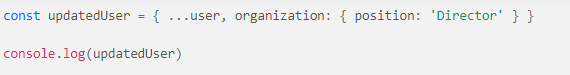 const updatedUser = { ...user, organization: { position: 'Director' } }
console.log(updatedUser)